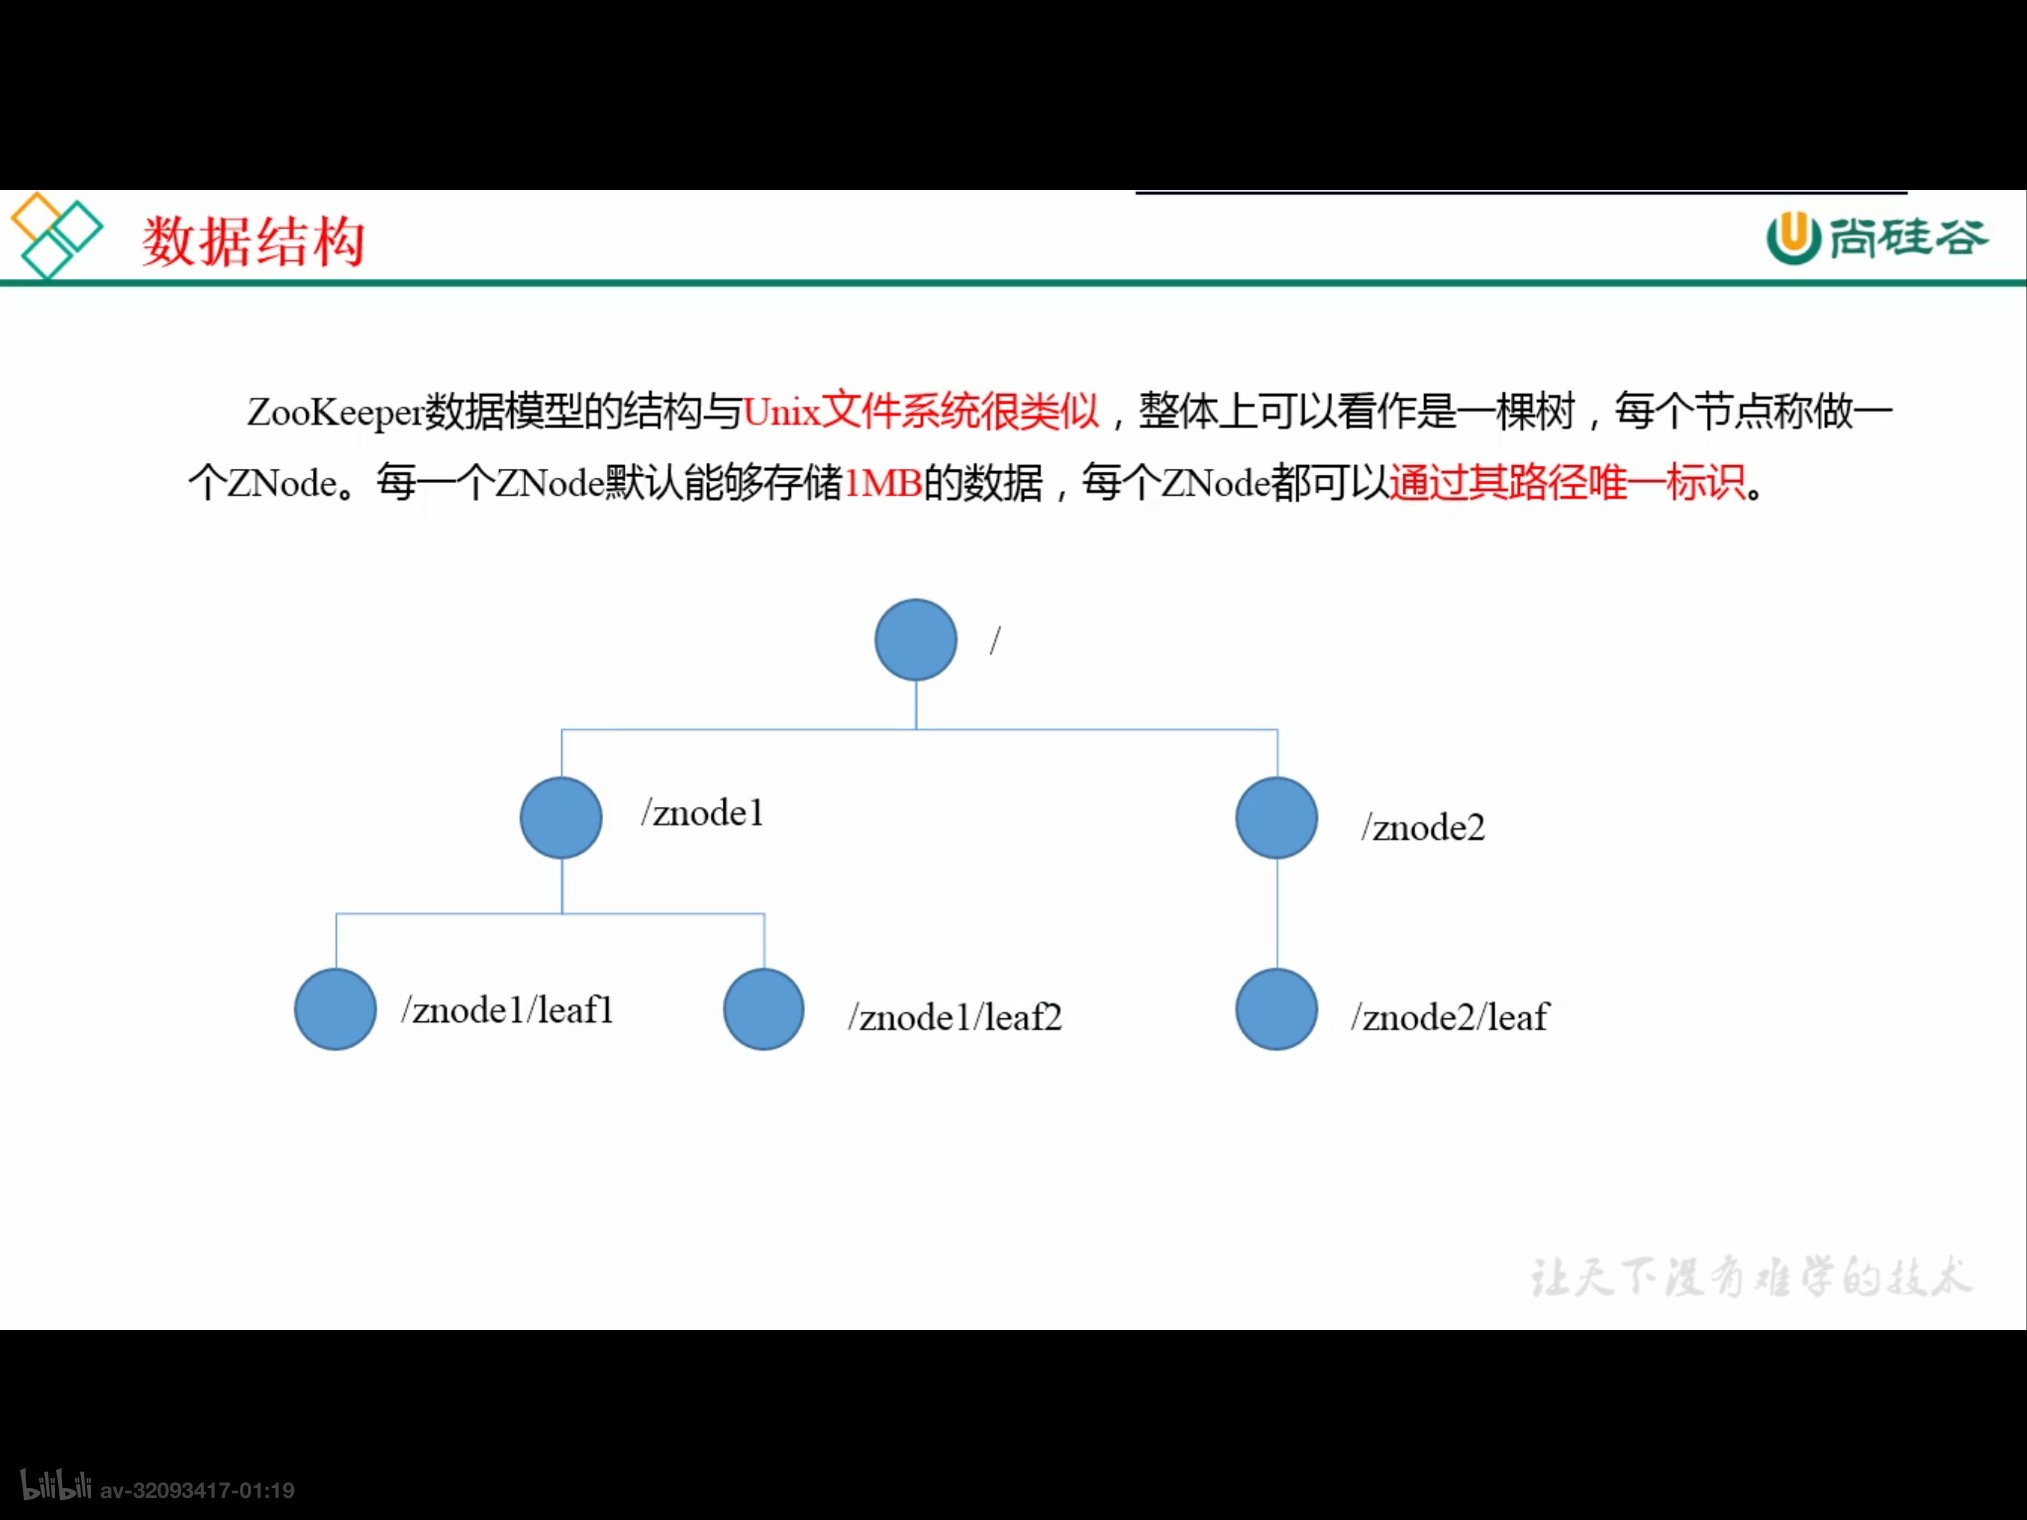 数据结构
尚硅谷
ZooKeeper数据模型的结构与Unix文件系统很类似，整体上可以看作是一棵树，每个节点称做一
个ZNode。每一个ZNode默认能够存储1MB的数据，每个ZNode都可以通过其路径唯一标识。
/
/znode1
/znode2
/znode1/leaf1
/znode1/leaf2
/znode2/leaf
让天下没有难学的技术
bilibili av-32093417-01:19